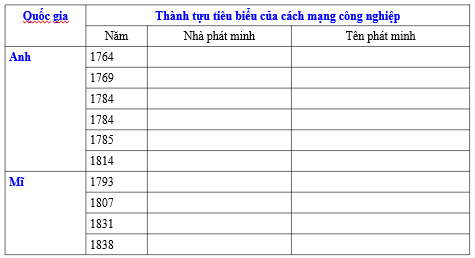 Quốc gia Thành tựu tiêu biểu của cách mạng công nghiệp
Năm Nhà phát minh Tên phát minh
Anh 1764
1769
1784
1784
1785
1814
Mĩ 1793
1807
1831
1838